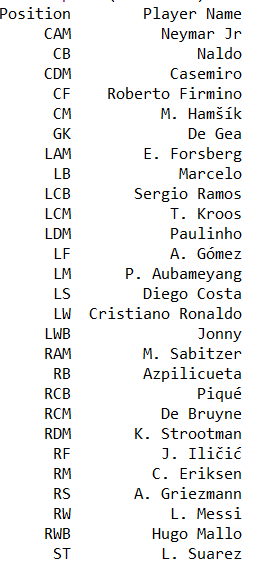 Position Player Name
CAM Neymar Jr
CB Naldo
CDM Casemiro
CF Roberto Firmino
CM M. Hamšík
GK De Gea
LAM E. Forsberg
LB Marcelo
LCB Sergio Ramos
LCM T. Kroos
LDM Paulinho
LF A. Gómez
LM P. Aubameyang
LS Diego Costa
LW Cristiano Ronaldo
LWB Jonny
RAM M. Sabitzer
RB Azpilicueta
RCB Piqué
RCM De Bruyne
RDM K. Strootman
RF J. Iličić
RM C. Eriksen
RS A. Griezmann
RW L. Messi
RWB Hugo Mallo
ST L. Suarez